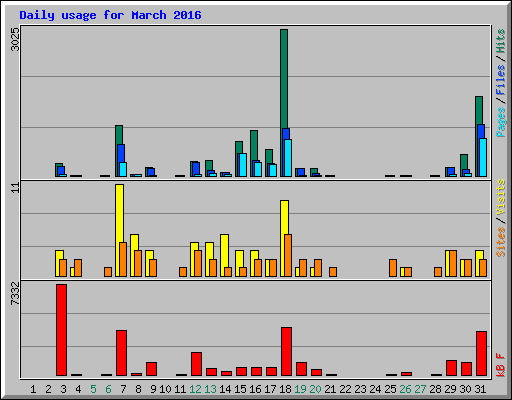 Daily usage for March 2016
3025
Pages / Files / Hits
11
Sites / Visits
7332
kB F
1 2 3 4 5 6 7 8 9 10 11 12 13 14 15 16 17 18 19 20 21 22 23 24 25 26 27 28 29 30 31